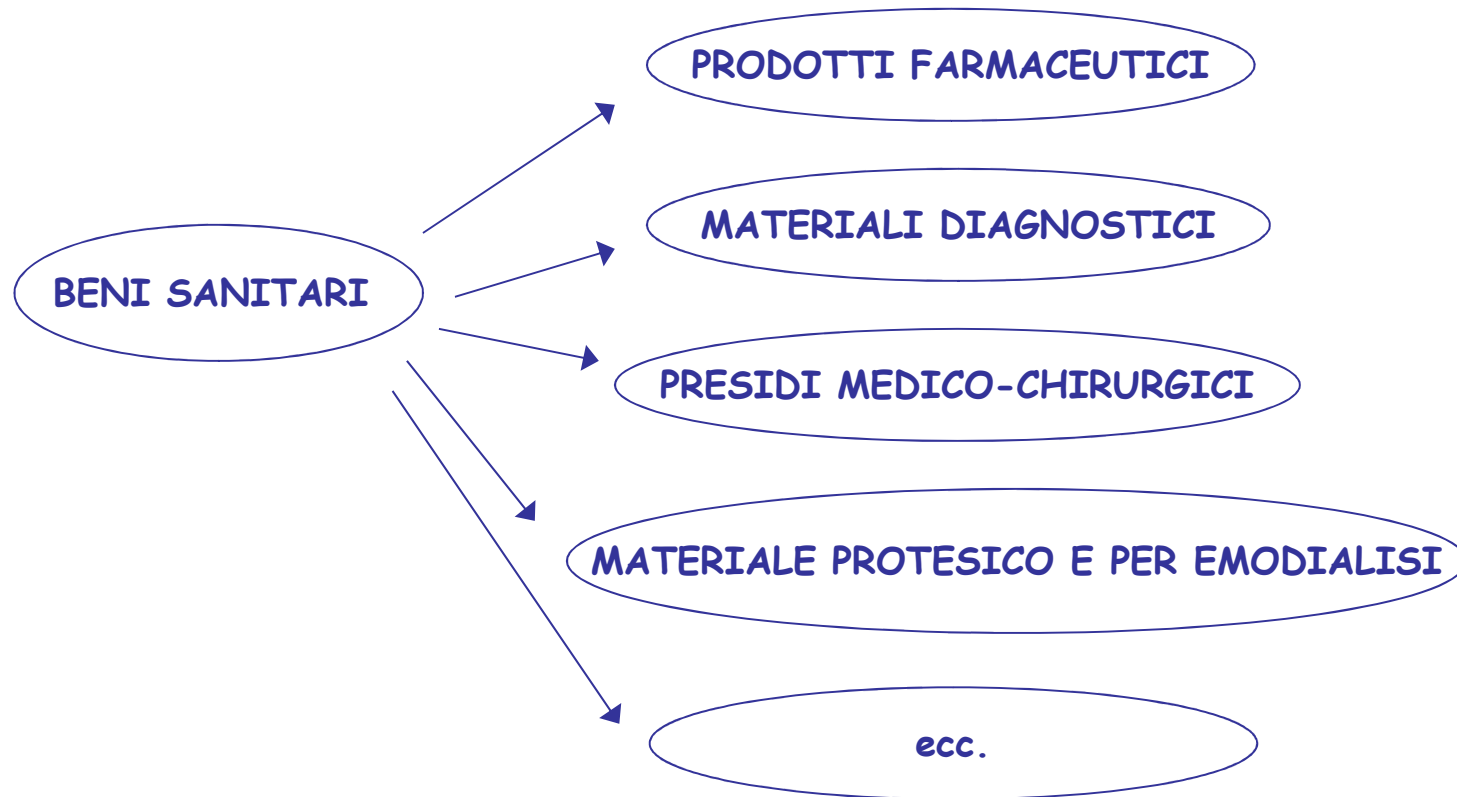 PRODOTTI FARMACEUTICI
MATERIALI DIAGNOSTICI
BENI SANITARI
PRESIDI MEDICO-CHIRURGICI
MATERIALE PROTESICO E PER EMODIALISI
ecc.